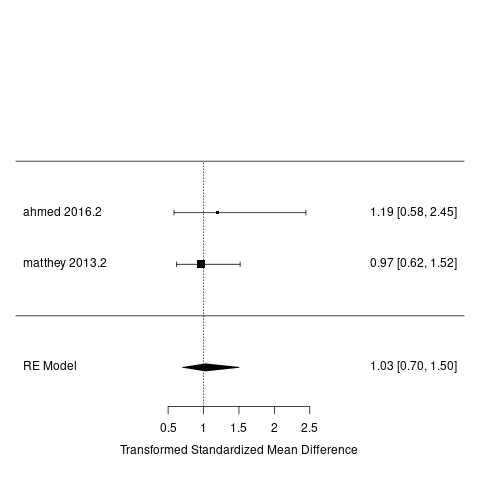 ahmed 2016.2 1.19 [0.58, 2.45]
matthey 2013.2 0.97 [0.62, 1.52]
RE Model 1.03 [0.70, 1.50]
0.5 1 1.5 2 2.5
Transformed Standardized Mean Difference